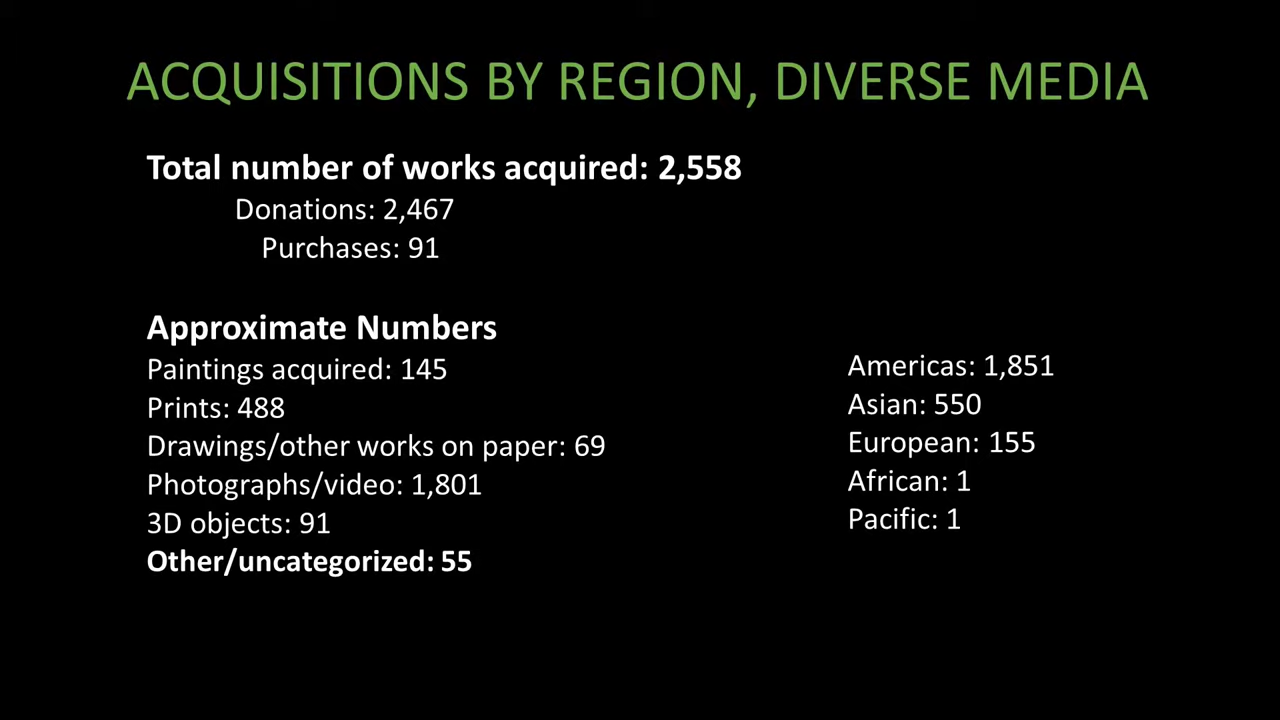 ACQUISITIONS BY REGION, DIVERSE MEDIA
Total number of works acquired: 2,558
Donations: 2,467
Purchases: 91
Approximate Numbers
Paintings acquired: 145
Prints: 488
Drawings/other works on paper: 69
Photographs/video: 1,801
3D objects: 91
Other/uncategorized: 55
Americas: 1,851
Asian: 550
European: 155
African: 1
Pacific: 1